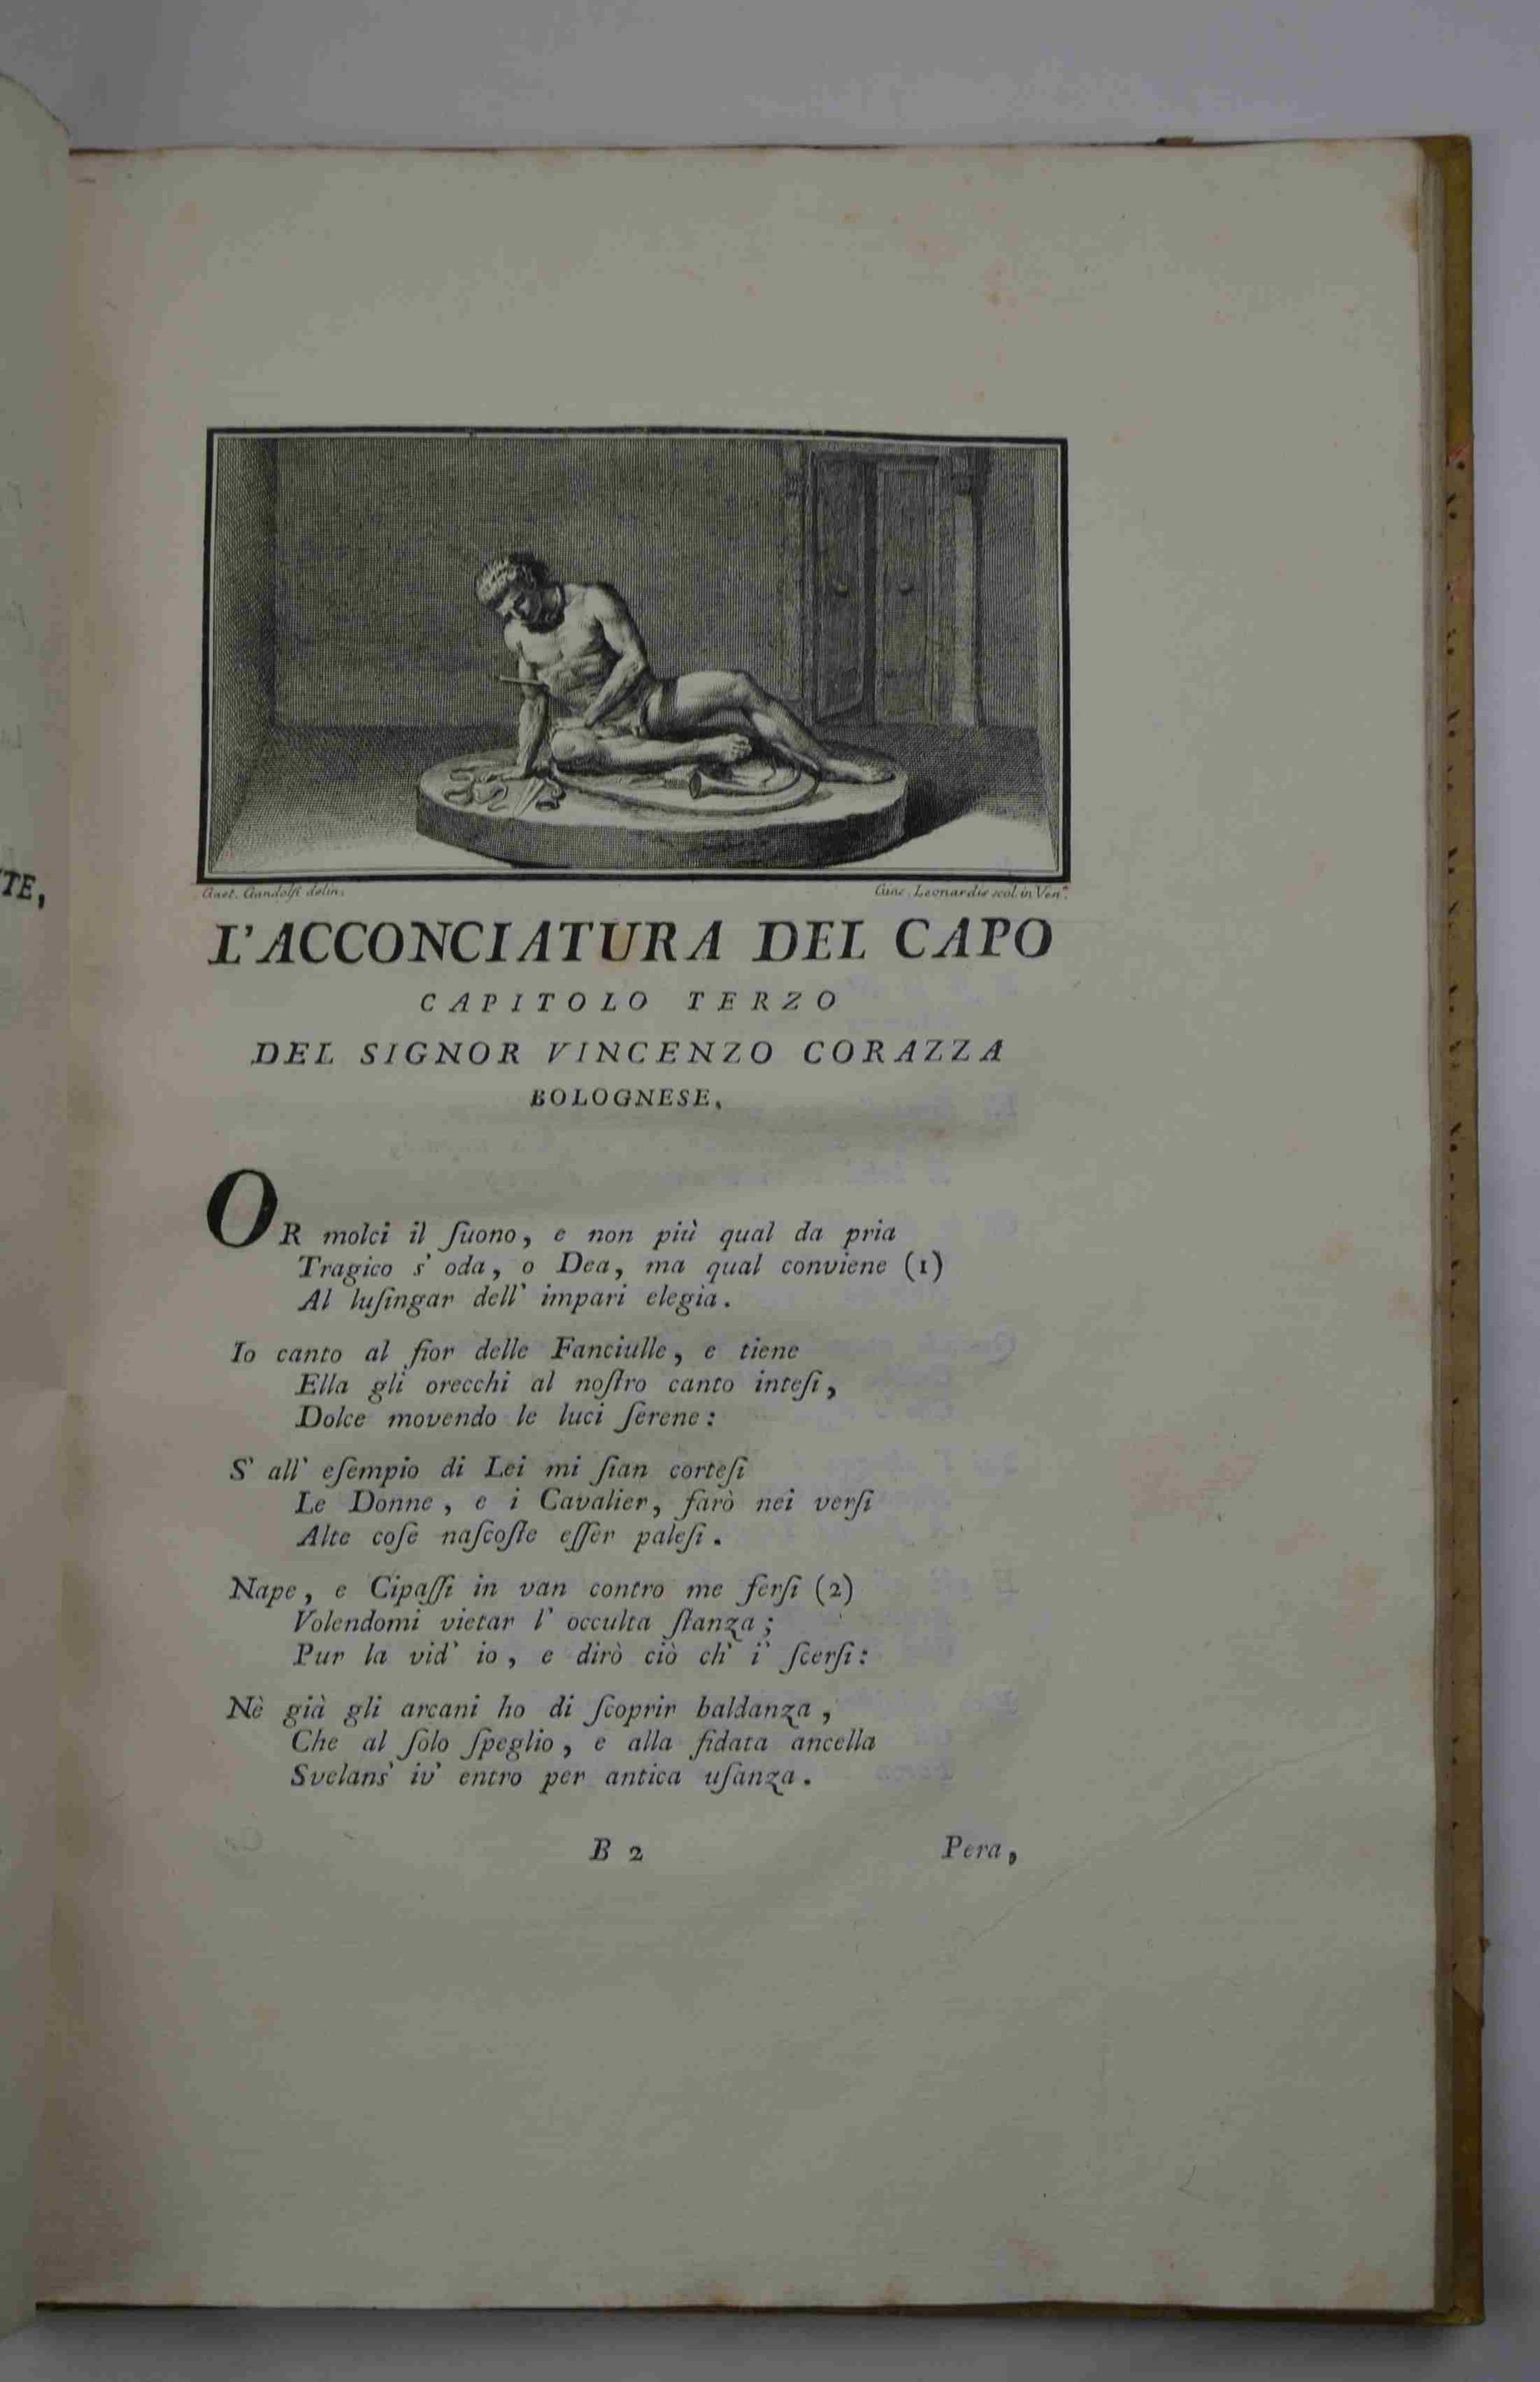 TE,
Gaet. Gandolfi delin.
Giac. Leonardis scol. in Ven.ª
L'ACCONCIATURA DEL CAPO
CAPITOLO TERZO
DEL SIGNOR VINCENZO CORAZZA
BOLOGNESE.
OR molci il ſuono, e non più qual da pria
Tragico s' oda, o Dea, ma qual conviene (1)
Al luſingar dell' impari elegia.
Io canto al fior delle Fanciulle, e tiene
Ella gli orecchi al noſtro canto inteſi,
Dolce movendo le luci ſerene:
S' all' eſempio di Lei mi ſian corteſi
Le Donne, e i Cavalier, farò nei verſi
Alte coſe naſcoſte eſſer paleſi.
Nape, e Cipaſſi in van contro me ferſi (2)
Volendomi vietar l' occulta ſtanza;
Pur la vid' io, e dirò ciò ch' i' ſcerſi:
Nè già gli arcani ho di ſcoprir baldanza,
Che al ſolo ſpeglio, e alla fidata ancella
Svelans' iv' entro per antica uſanza.
B 2
Pera,